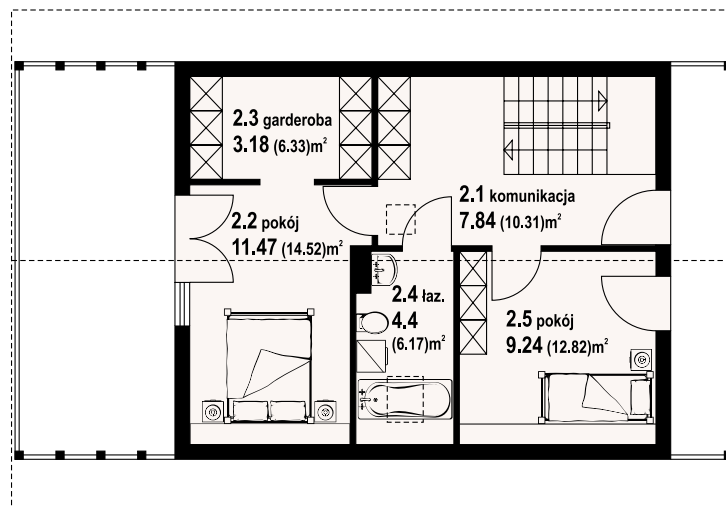 2.3 garderoba
3.18 (6.33)m²
2.1 komunikacja
7.84 (10.31)m²
2.2 pokój
11.47 (14.52)m²
2.4 łaz.
4.4
(6.17)m²
2.5 pokój
9.24 (12.82)m²